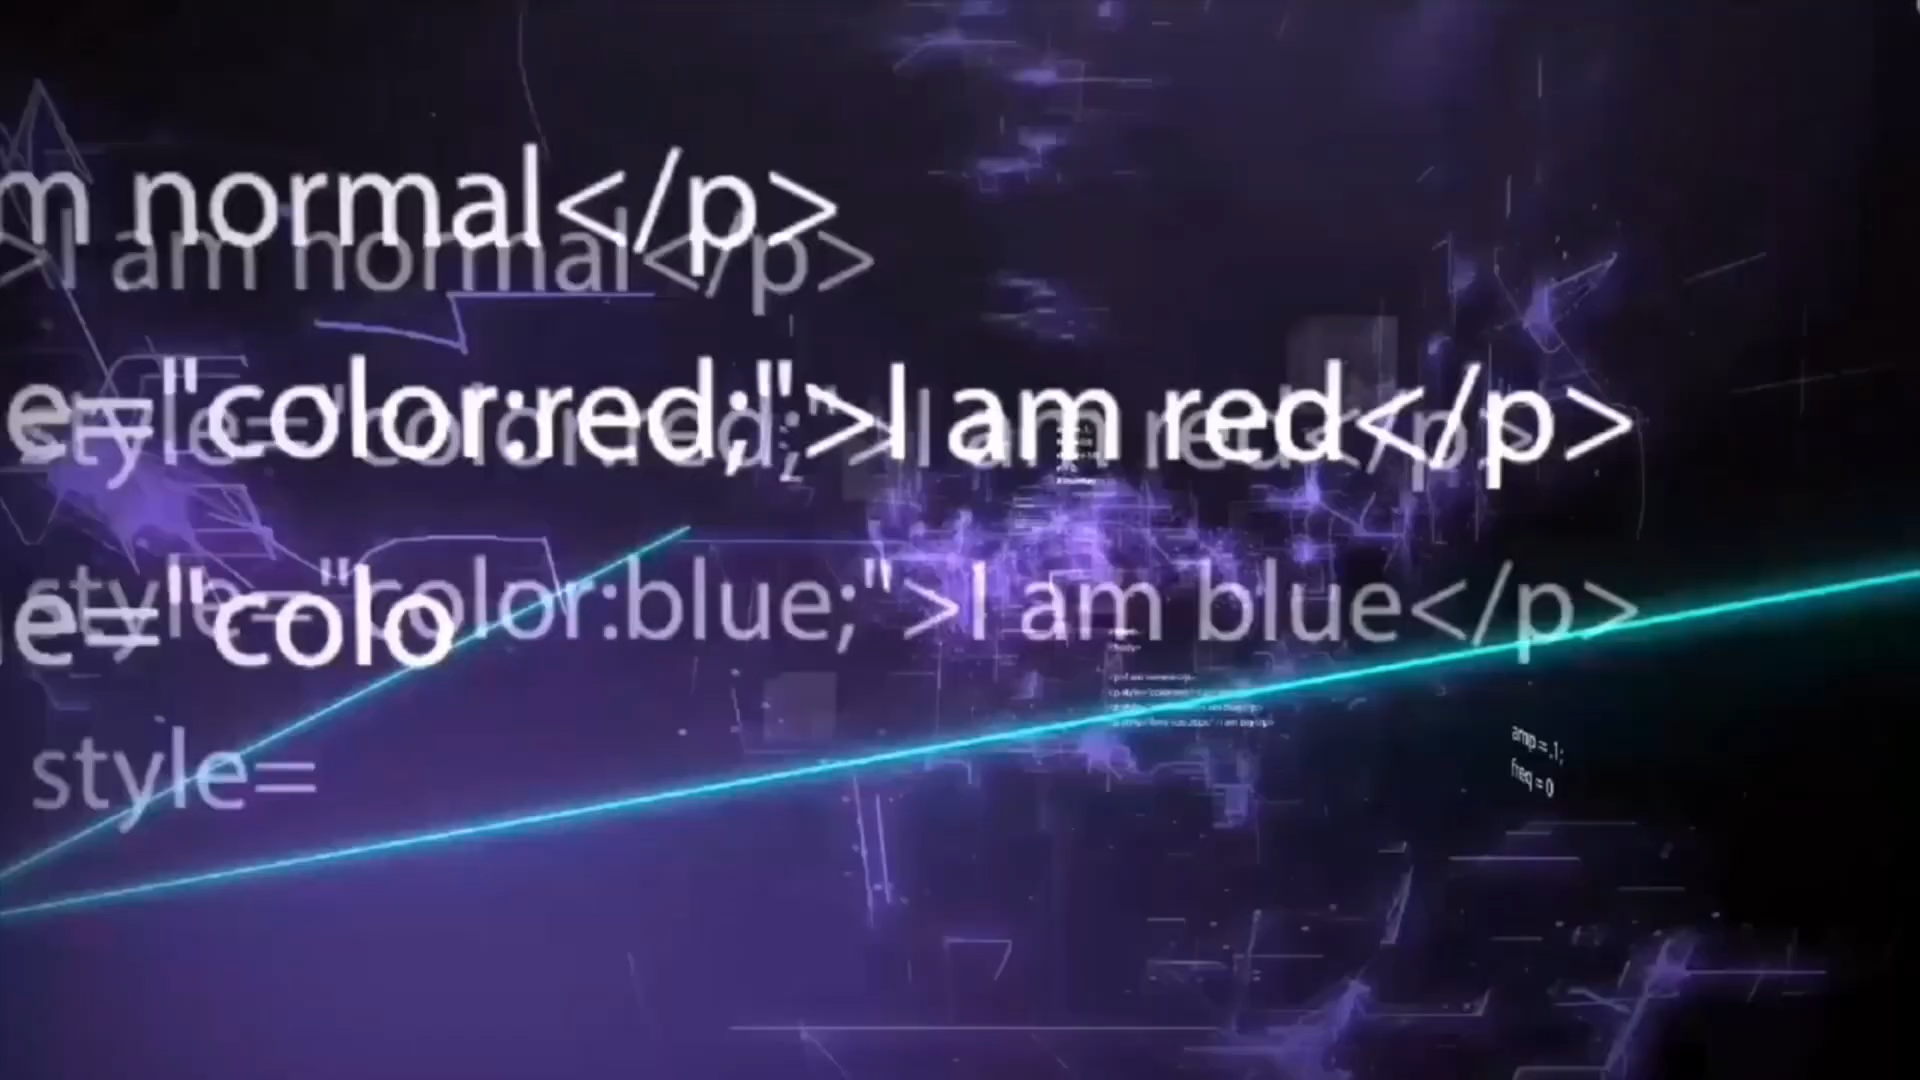 m normal</p>
>I am normal</p>
e="color:red;">I am red</p>
style="color:red;">I am red</p>
style="color:blue;">I am blue</p>
e="colo
style=
<body>
amp = .1;
freq = 0